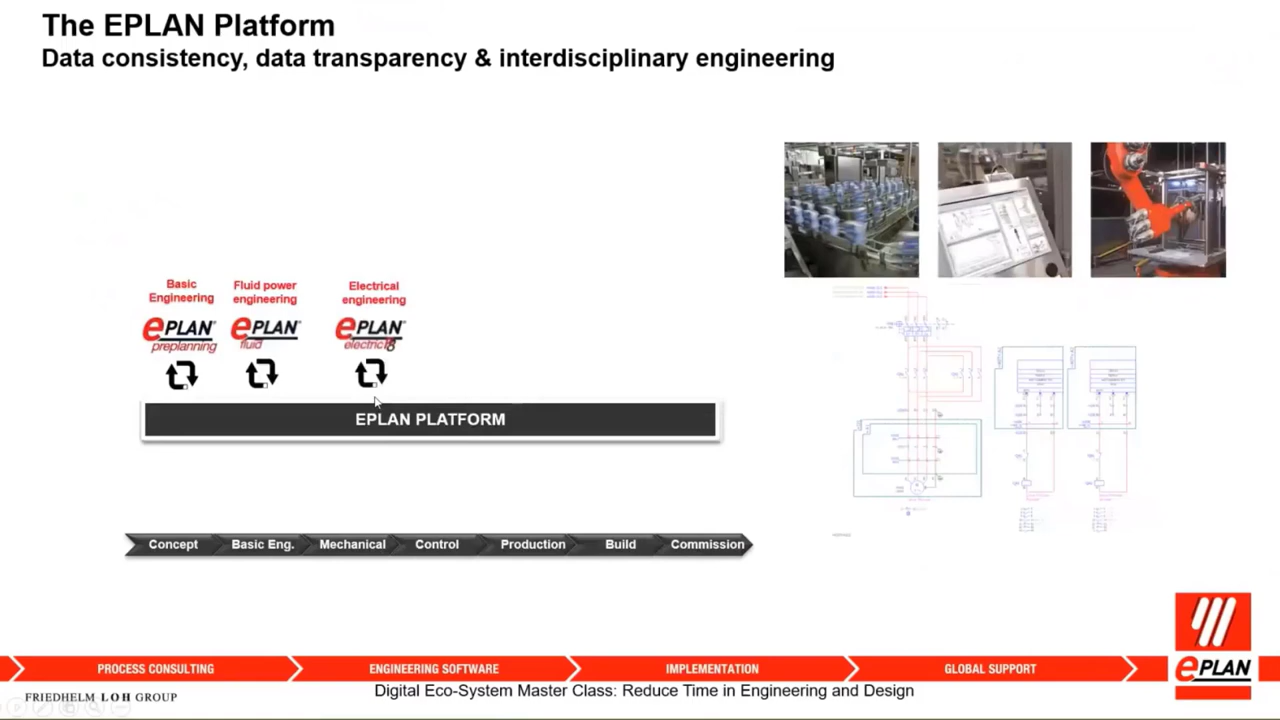 The EPLAN Platform
Data consistency, data transparency & interdisciplinary engineering
Basic
Engineering
Fluid power
engineering
Electrical
engineering
ePLAN
preplanning
ePLAN
fluid
ePLAN
electric
EPLAN PLATFORM
Concept
Basic Eng.
Mechanical
Control
Production
Build
Commission
PROCESS CONSULTING
ENGINEERING SOFTWARE
IMPLEMENTATION
GLOBAL SUPPORT
ePLAN
FRIEDHELM LOH GROUP
Digital Eco-System Master Class: Reduce Time in Engineering and Design